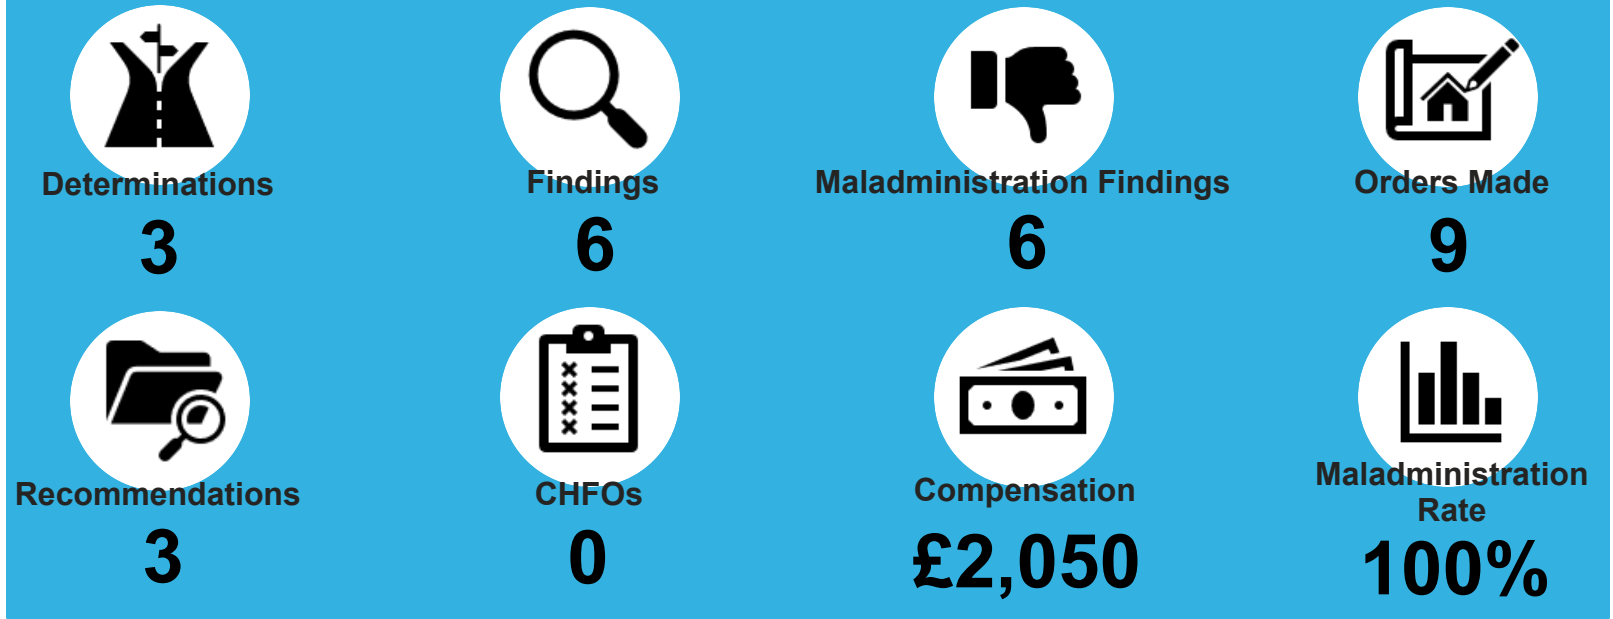 Determinations
3
Findings
6
Maladministration Findings
6
Orders Made
9
Recommendations
3
CHFOs
0
Compensation
£2,050
Maladministration
Rate
100%